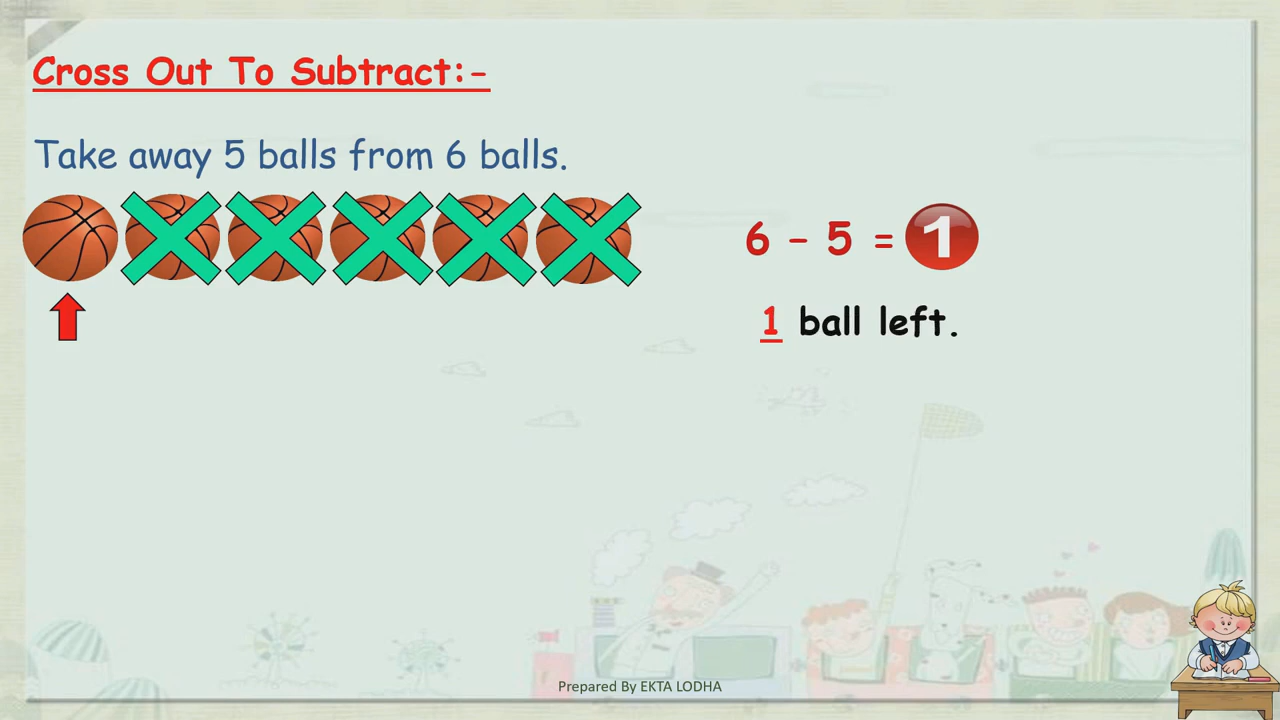 Cross Out To Subtract:-
Take away 5 balls from 6 balls.
6 - 5 = 1
1 ball left.
Prepared By EKTA LODHA